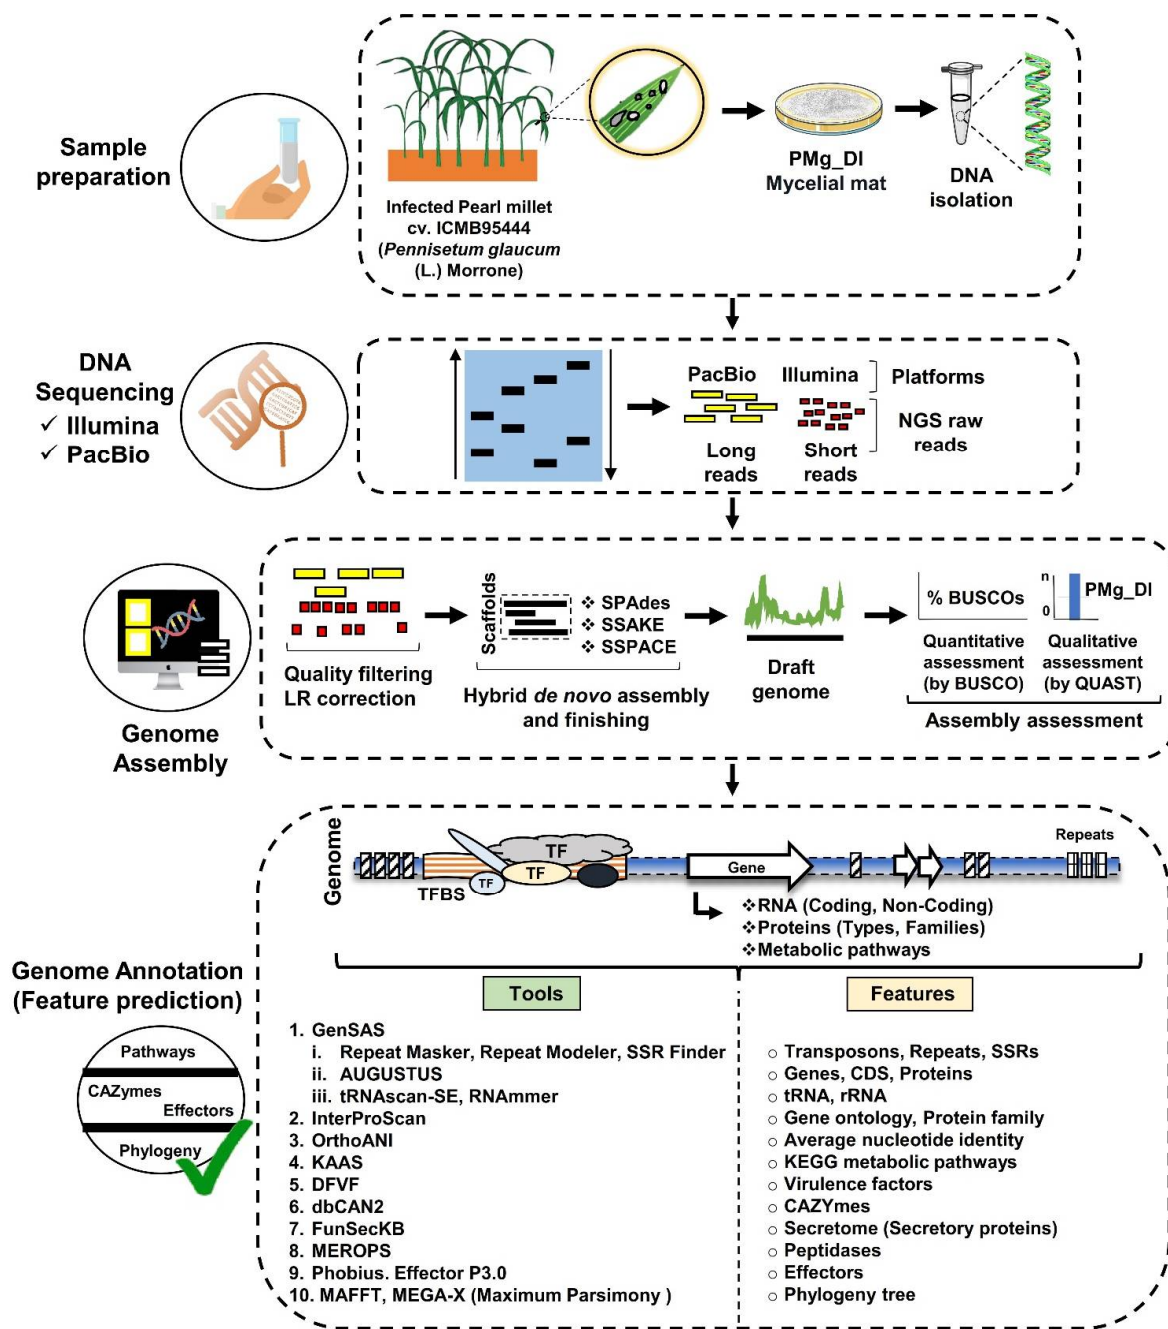 Sample
preparation
Infected Pearl millet
cv. ICMB95444
(Pennisetum glaucum
(L.) Morrone)
PMg_Dl
Mycelial mat
DNA
isolation
DNA
Sequencing
✓ Illumina
✓ PacBio
PacBio
Illumina
Platforms
Long
reads
Short
reads
NGS raw
reads
Genome
Assembly
Quality filtering
LR correction
Scaffolds
❖ SPAdes
❖ SSAKE
❖ SSPACE
Hybrid de novo assembly
and finishing
Draft
genome
% BUSCOs
n
0
PMg_Dl
Quantitative
assessment
(by BUSCO)
Qualitative
assessment
(by QUAST)
Assembly assessment
Genome Annotation
(Feature prediction)
Pathways
CAZymes
Effectors
Phylogeny
Genome
TFBS
TF
TF
TF
Gene
Repeats
❖RNA (Coding, Non-Coding)
❖Proteins (Types, Families)
❖Metabolic pathways
Tools
1. GenSAS
i. Repeat Masker, Repeat Modeler, SSR Finder
ii. AUGUSTUS
iii. tRNAscan-SE, RNAmmer
2. InterProScan
3. OrthoANI
4. KAAS
5. DFVF
6. dbCAN2
7. FunSecKB
8. MEROPS
9. Phobius. Effector P3.0
10. MAFFT, MEGA-X (Maximum Parsimony )
Features
○ Transposons, Repeats, SSRs
○ Genes, CDS, Proteins
○ tRNA, rRNA
○ Gene ontology, Protein family
○ Average nucleotide identity
○ KEGG metabolic pathways
○ Virulence factors
○ CAZYmes
○ Secretome (Secretory proteins)
○ Peptidases
○ Effectors
○ Phylogeny tree